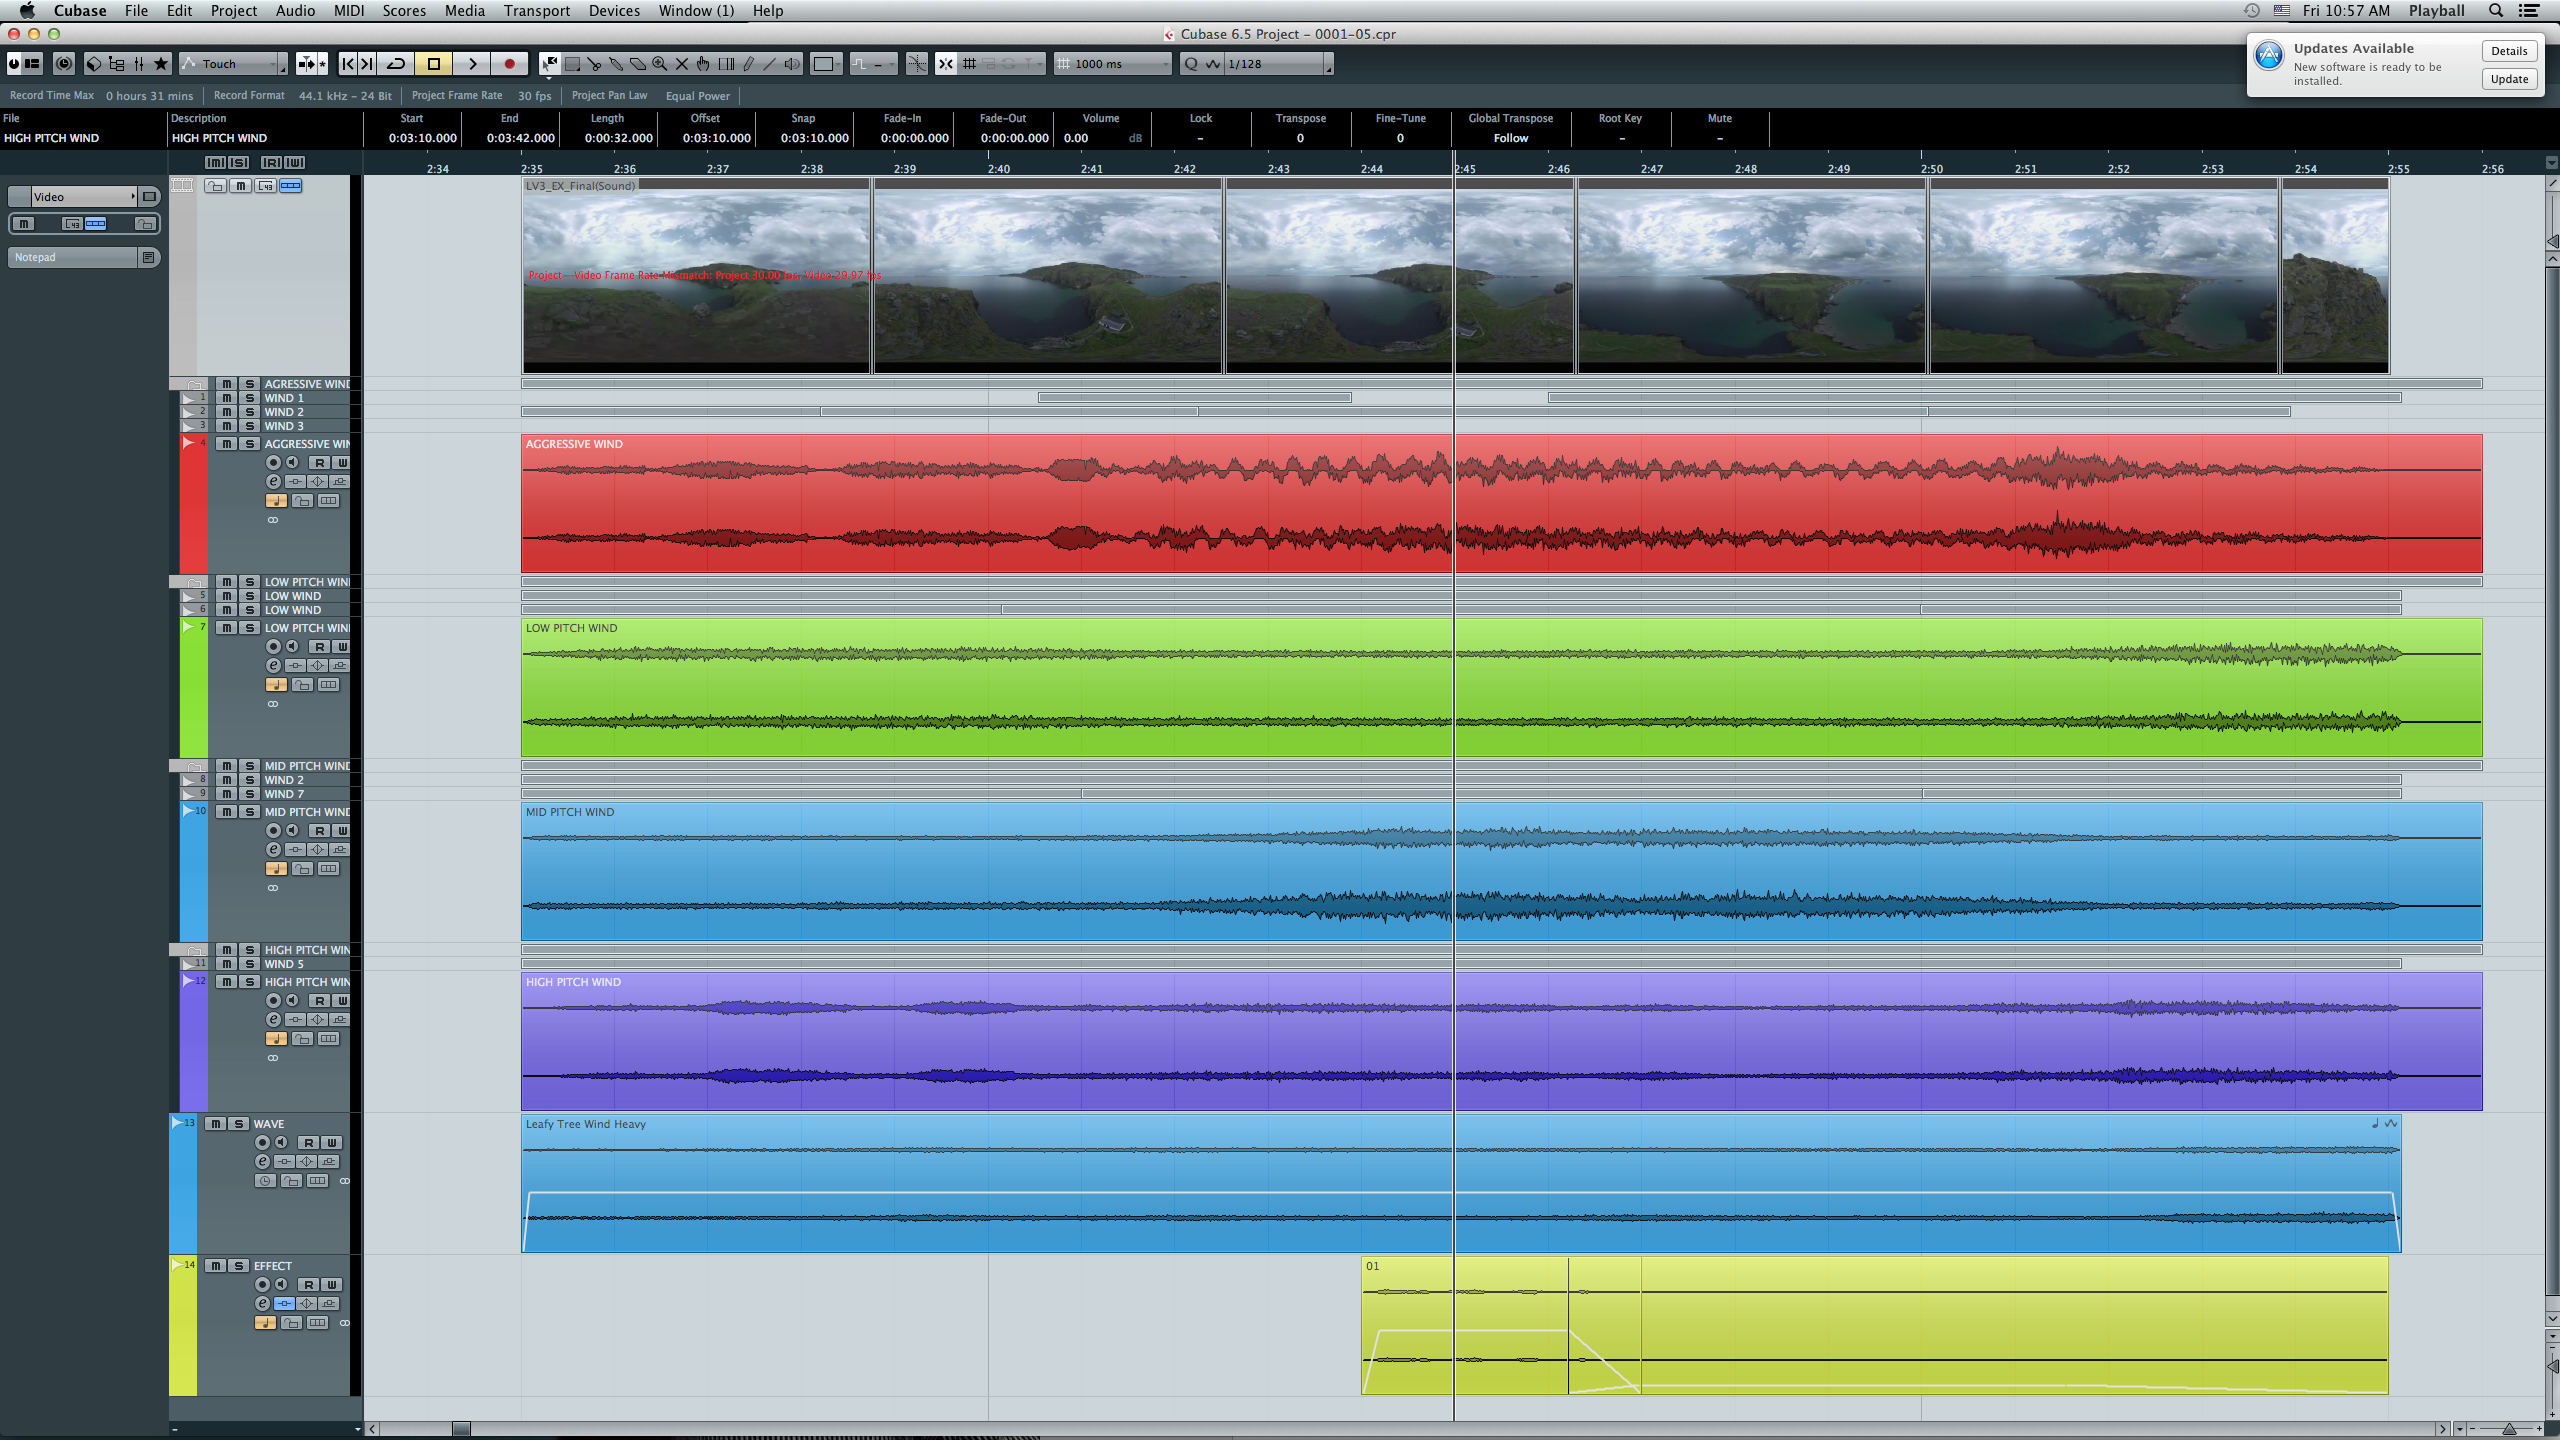 Cubase File Edit Project Audio MIDI Scores Media Transport Devices Window (1) Help Fri 10:57 AM Playball
Cubase 6.5 Project - 0001-05.cpr
Updates Available
New software is ready to be
installed.
Details
Update
Touch 1000 ms Q 1/128
Record Time Max 0 hours 31 mins Record Format 44.1 kHz - 24 Bit Project Frame Rate 30 fps Project Pan Law Equal Power
File Description Start End Length Offset Snap Fade-In Fade-Out Volume Lock Transpose Fine-Tune Global Transpose Root Key Mute
HIGH PITCH WIND HIGH PITCH WIND 0:03:10.000 0:03:42.000 0:00:32.000 0:03:10.000 0:03:10.000 0:00:00.000 0:00:00.000 0.00 dB - 0 0 Follow - -
2:34 2:35 2:36 2:37 2:38 2:39 2:40 2:41 2:42 2:43 2:44 2:45 2:46 2:47 2:48 2:49 2:50 2:51 2:52 2:53 2:54 2:55 2:56
Video
Notepad
LV3_EX_Final(Sound)
Project - Video Frame Rate Mismatch: Project 30.00 fps, Video 29.97 fps
m S AGRESSIVE WIND
1 m S WIND 1
2 m S WIND 2
3 m S WIND 3
4 m S AGGRESSIVE WIN
R W
e
AGGRESSIVE WIND
m S LOW PITCH WIN
5 m S LOW WIND
6 m S LOW WIND
7 m S LOW PITCH WIN
R W
e
LOW PITCH WIND
m S MID PITCH WIND
8 m S WIND 2
9 m S WIND 7
10 m S MID PITCH WIND
R W
e
MID PITCH WIND
m S HIGH PITCH WIN
11 m S WIND 5
12 m S HIGH PITCH WIN
R W
e
HIGH PITCH WIND
13 m S WAVE
R W
e
Leafy Tree Wind Heavy
14 m S EFFECT
R W
e
01